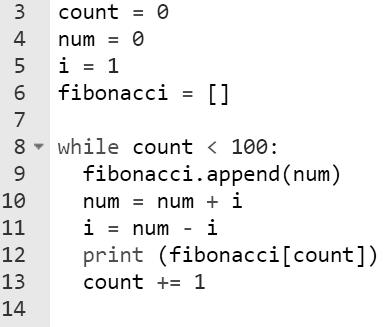 3 count = 0
4 num = 0
5 i = 1
6 fibonacci = []
7
8 while count < 100:
9 fibonacci.append(num)
10 num = num + i
11 i = num - i
12 print (fibonacci[count])
13 count += 1
14